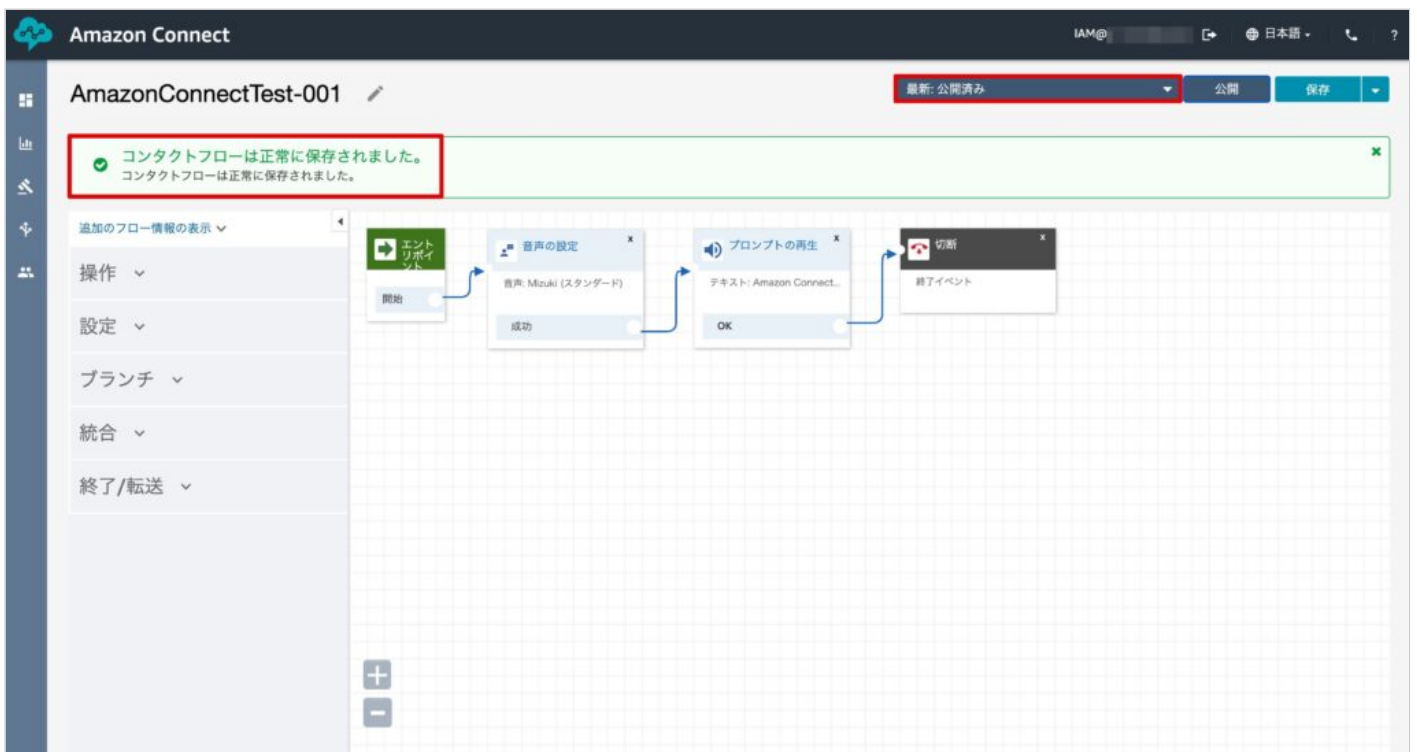 Amazon Connect
IAM@
日本語
?
AmazonConnectTest-001
最新: 公開済み
公開
保存
コンタクトフローは正常に保存されました。
コンタクトフローは正常に保存されました。
追加のフロー情報の表示
操作
設定
ブランチ
統合
終了/転送
エント
リポイ
ント
開始
音声の設定
x
音声: Mizuki (スタンダード)
成功
プロンプトの再生
x
テキスト: Amazon Connect...
OK
切断
x
終了イベント